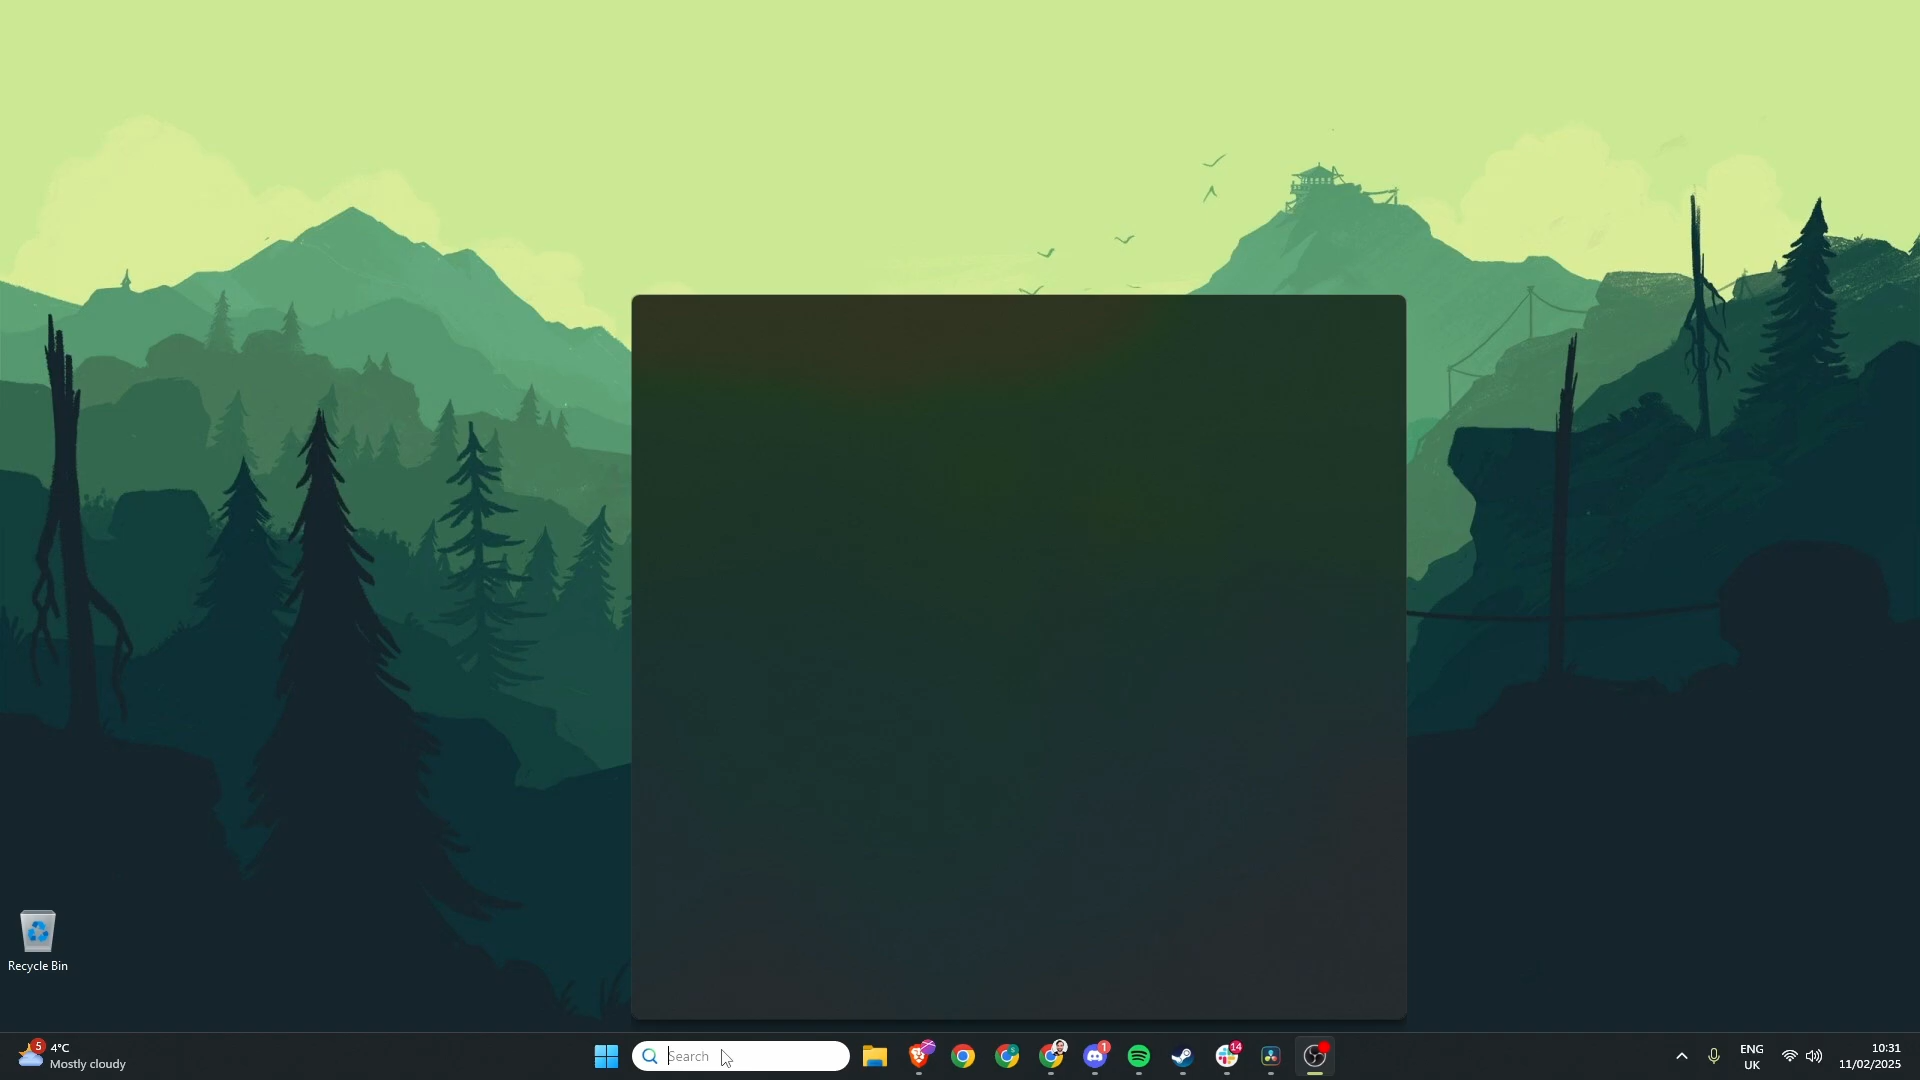 Recycle Bin
5
4°C
Mostly cloudy
Search
S
1
14
ENG
UK
10:31
11/02/2025